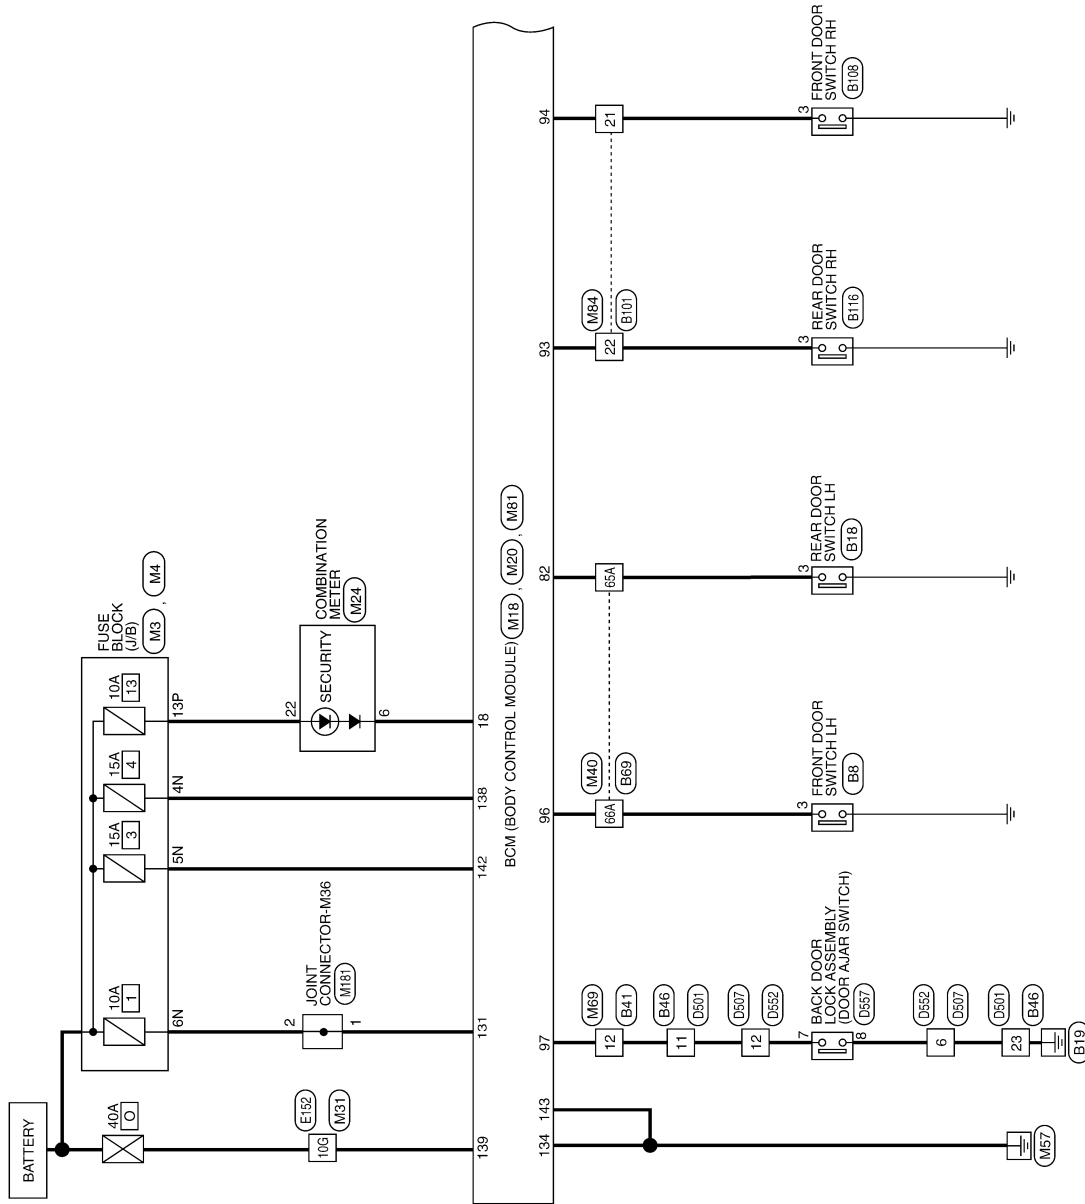 BATTERY
40A
O
E152
M31
10G
139
FUSE
BLOCK
(J/B)
M3
,
M4
10A
1
6N
15A
3
5N
15A
4
4N
10A
13
13P
JOINT
CONNECTOR-M36
M181
2
1
131
142
138
COMBINATION
METER
M24
SECURITY
22
6
18
BCM (BODY CONTROL MODULE)
M18
,
M20
,
M81
134
143
M57
97
M69
B41
12
B46
D501
11
D507
D552
12
BACK DOOR
LOCK ASSEMBLY
(DOOR AJAR SWITCH)
D557
7
8
D552
D507
6
D501
B46
23
B19
96
M40
B69
66A
FRONT DOOR
SWITCH LH
B8
3
82
65A
REAR DOOR
SWITCH LH
B18
3
93
M84
B101
22
REAR DOOR
SWITCH RH
B116
3
94
21
FRONT DOOR
SWITCH RH
B108
3